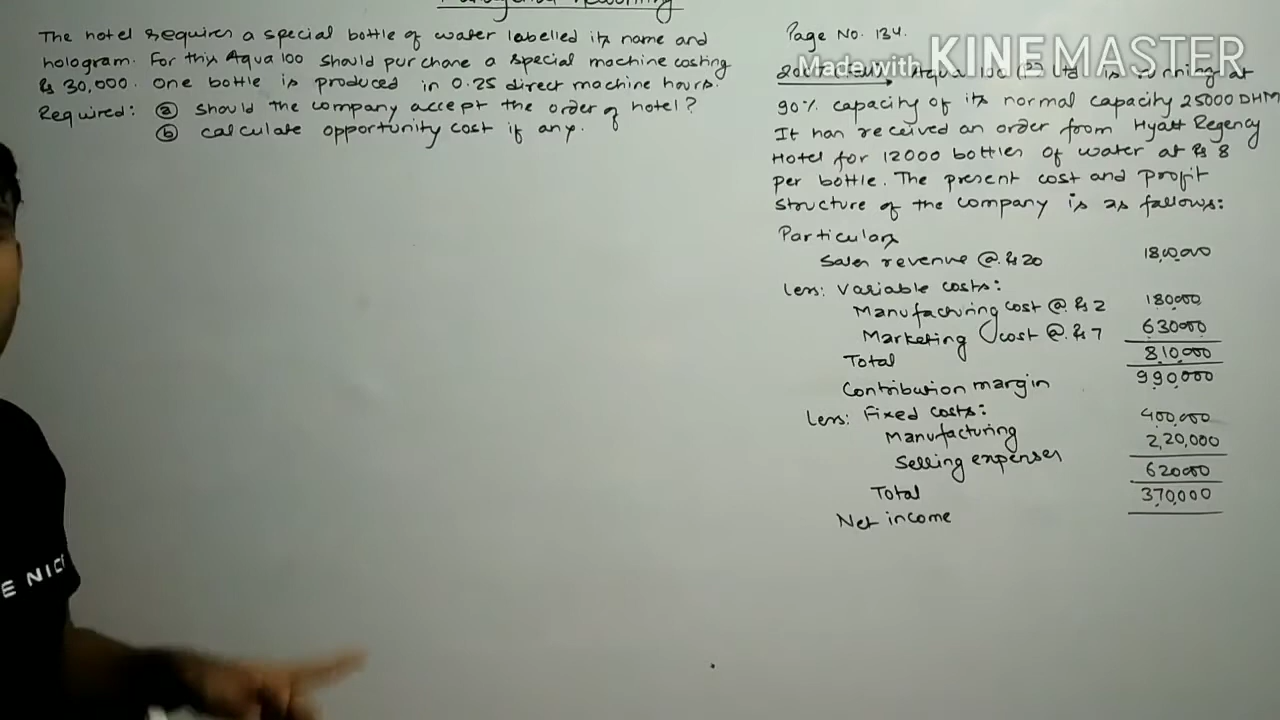 The hotel requires a special bottle of water labelled its name and
hologram. For this Aqua 100 should purchase a special machine costing
Rs 30,000. One bottle is produced in 0.25 direct machine hours.
Required: ⓐ Should the company accept the order of hotel?
ⓑ Calculate opportunity cost if any.
Page No. 134.
Made with KINEMASTER
Aqua 100 (P) Ltd is running at
90% capacity of its normal capacity 25000 DHM
It has received an order from Hyatt Regency
Hotel for 12000 bottles of water at Rs 8
per bottle. The present cost and profit
structure of the company is as follows:
Particulars
Sales revenue @ Rs 20 18,00,000
Less: Variable costs:
Manufacturing cost @ Rs 2 180000
Marketing cost @ Rs 7 630000
Total 810,000
Contribution margin 990,000
Less: Fixed costs:
Manufacturing 400,000
Selling expenses 2,20,000
Total 620000
Net income 370,000
E NICE